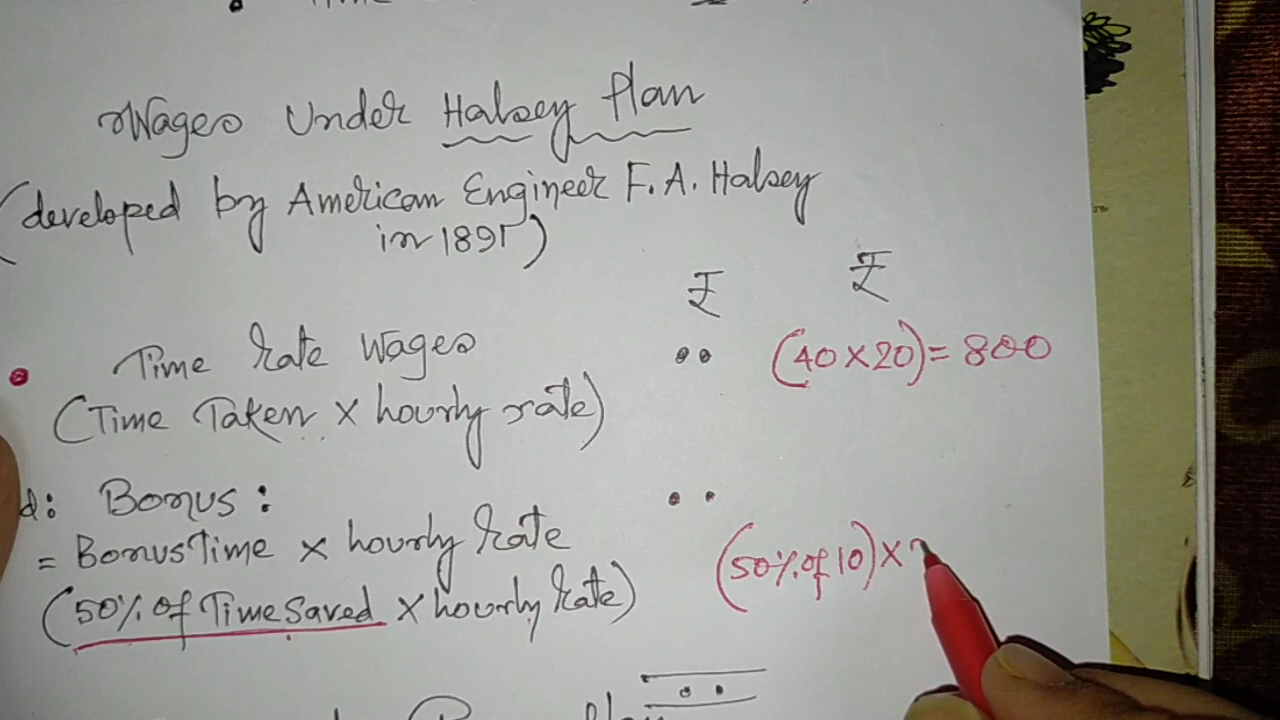 Wages Under Halsey Plan
(developed by American Engineer F.A. Halsey
in 1891)
₹ ₹
Time Rate Wages (40 × 20) = 800
(Time Taken × hourly rate)
d: Bonus:
= Bonus Time × hourly Rate (50% of 10) ×
(50% of Time Saved × hourly Rate)